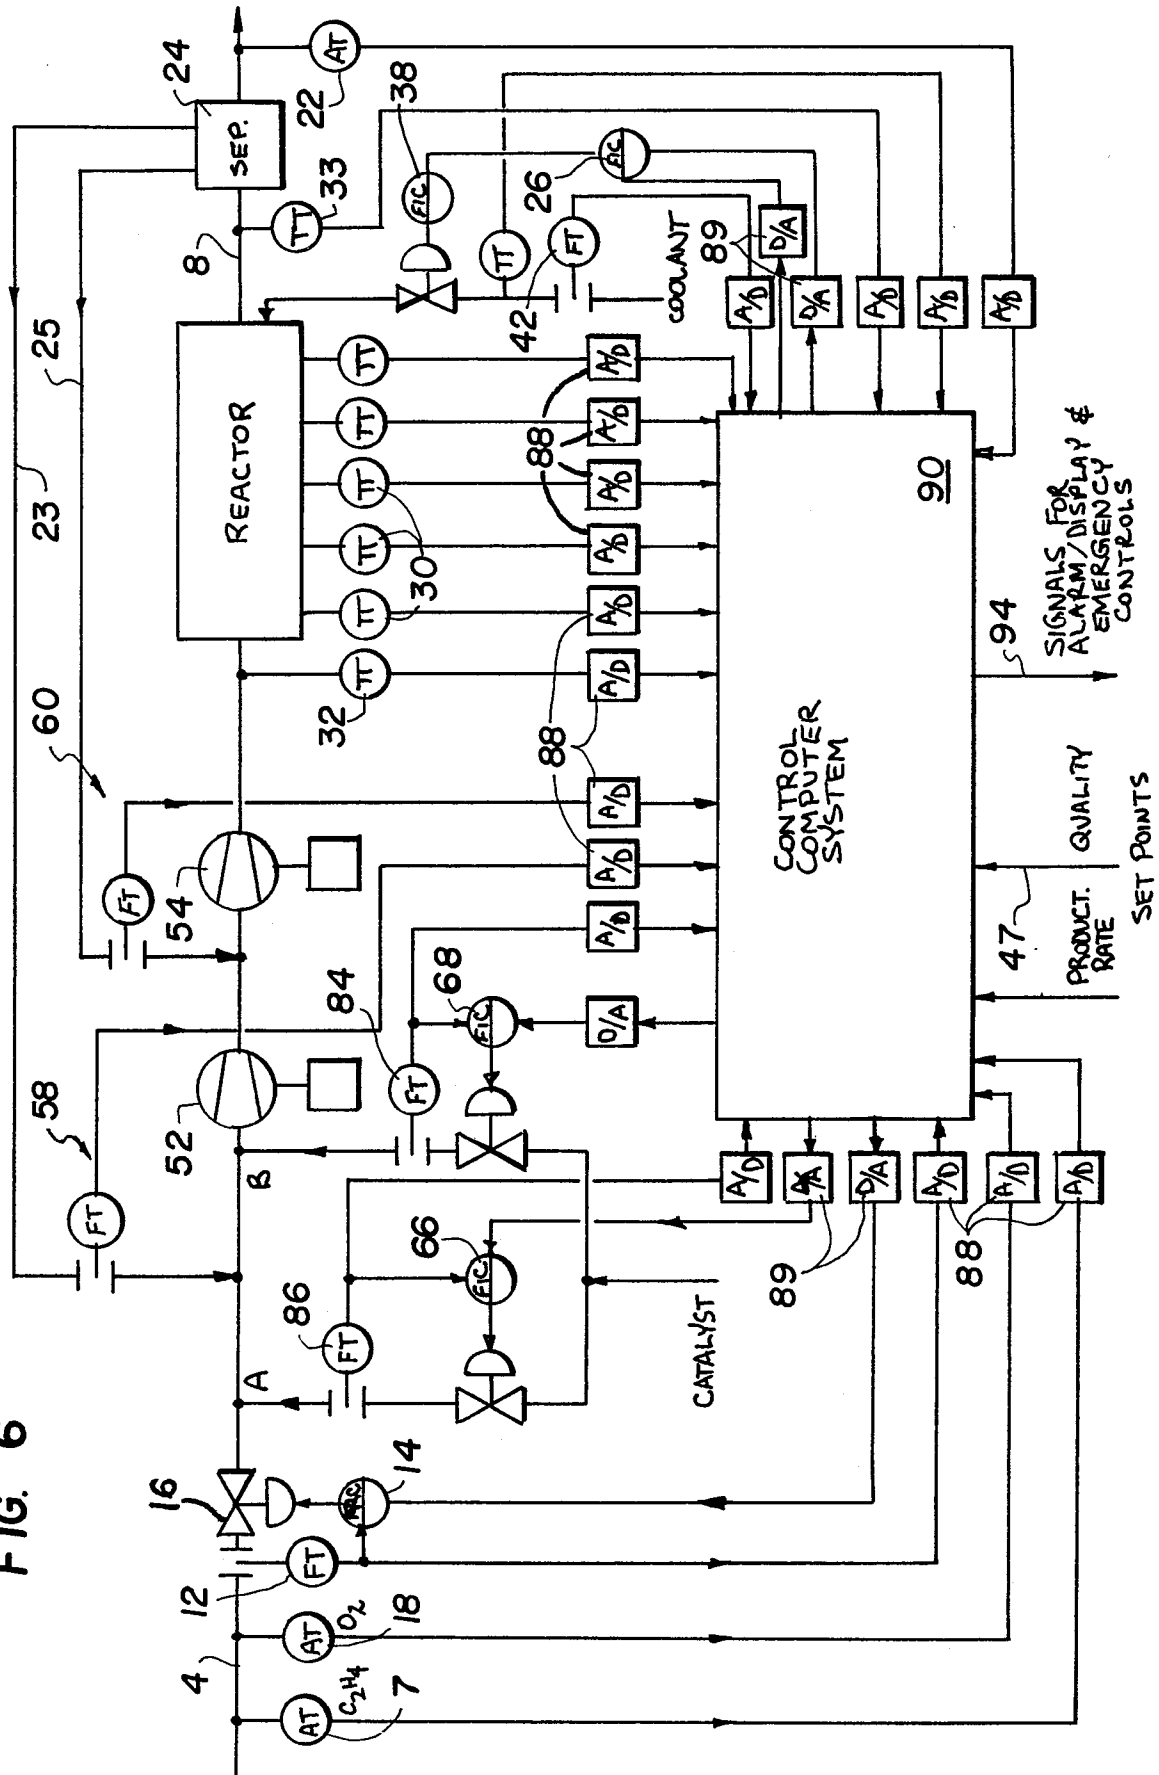 FIG. 6
24
SEP.
AT
22
33
TT
8
38
FIC
26
FIC
TT
FT
42
COOLANT
89
D/A
A/D
D/A
A/D
A/D
A/D
25
23
REACTOR
TT
TT
TT
TT
TT
TT
30
32
88
A/D
A/D
A/D
A/D
A/D
A/D
88
A/D
A/D
A/D
D/A
60
54
FT
84
FT
68
FIC
58
FT
52
B
66
FIC
86
FT
A
CATALYST
16
14
12
FT
O2
AT
18
4
C2H4
AT
7
A/D
D/A
A/D
A/D
A/D
89
88
CONTROL
COMPUTER
SYSTEM
90
94
SIGNALS FOR
ALARM/DISPLAY &
EMERGENCY
CONTROLS
QUALITY
47
PRODUCT.
RATE
SET POINTS